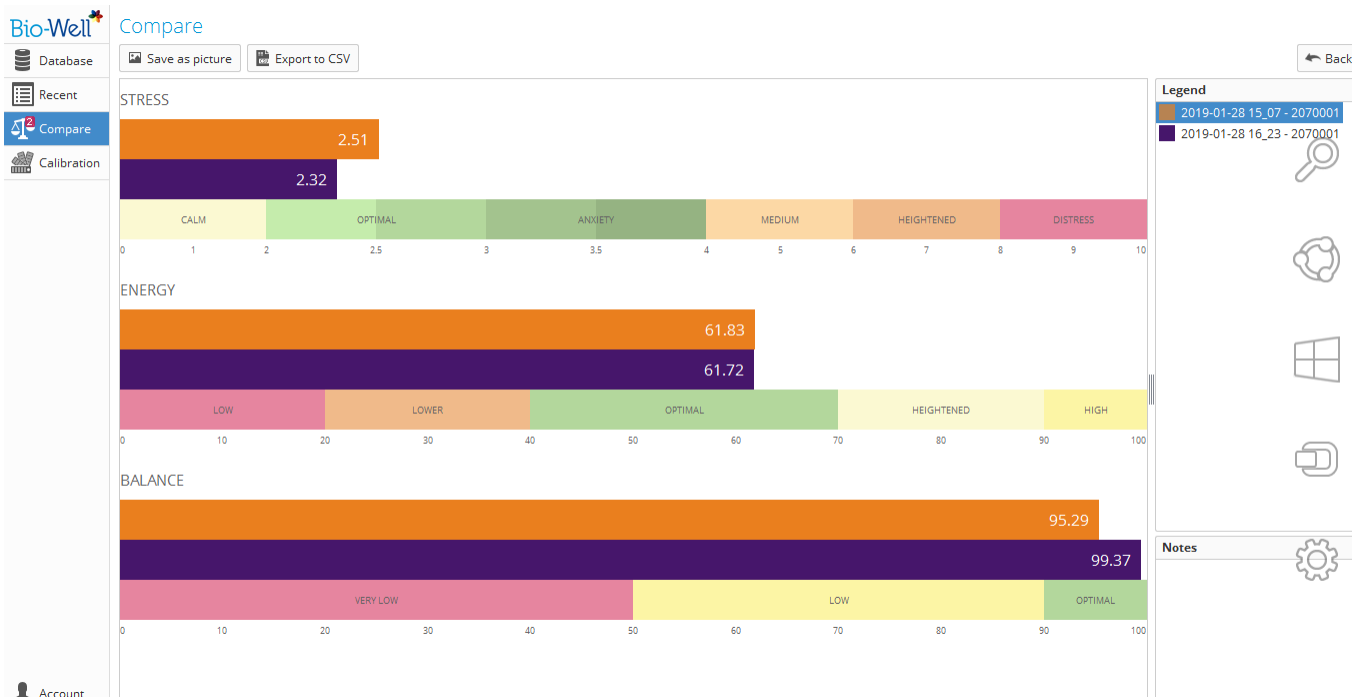 Bio-Well
Compare
Database
Recent
2
Compare
Calibration
Account
Save as picture
Export to CSV
Back
STRESS
2.51
2.32
CALM OPTIMAL ANXIETY MEDIUM HEIGHTENED DISTRESS
0 1 2 2.5 3 3.5 4 5 6 7 8 9 10
ENERGY
61.83
61.72
LOW LOWER OPTIMAL HEIGHTENED HIGH
0 10 20 30 40 50 60 70 80 90 100
BALANCE
95.29
99.37
VERY LOW LOW OPTIMAL
0 10 20 30 40 50 60 70 80 90 100
Legend
2019-01-28 15_07 - 2070001
2019-01-28 16_23 - 2070001
Notes